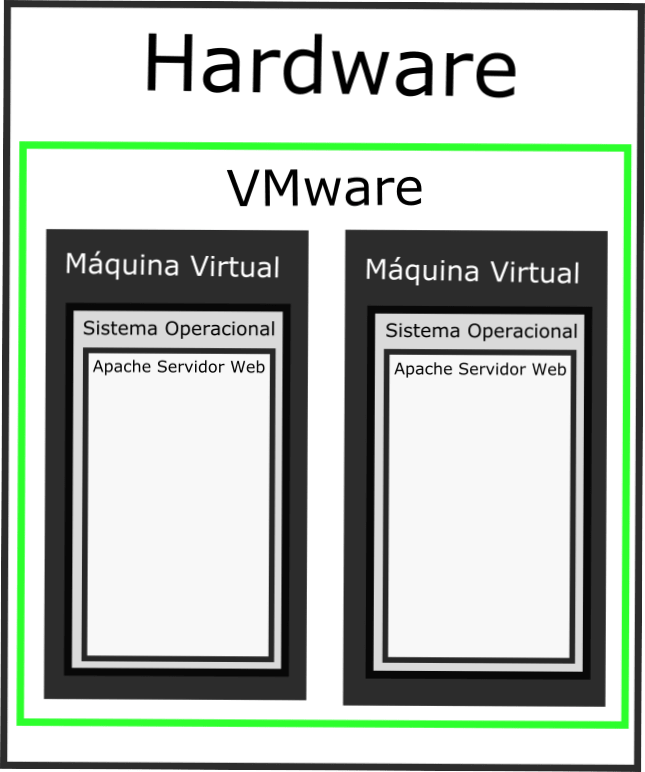 Hardware
VMware
Máquina Virtual
Sistema Operacional
Apache Servidor Web
Máquina Virtual
Sistema Operacional
Apache Servidor Web